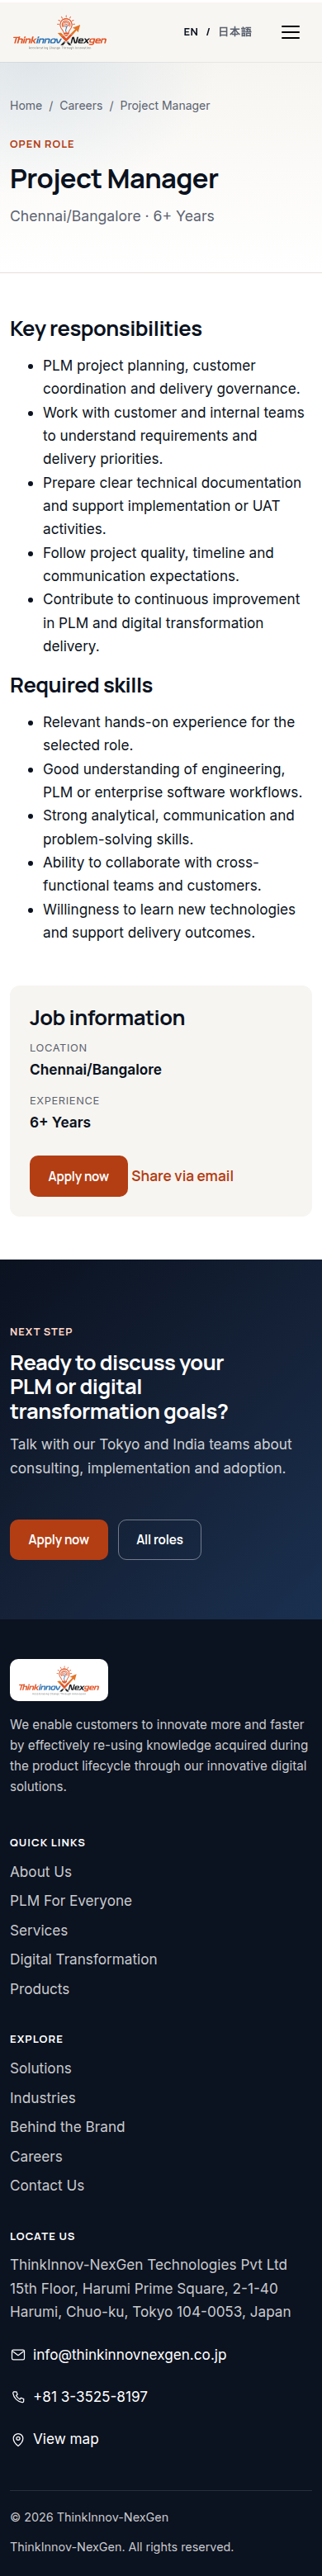 ThinkInnovXNexgen
EN / 日本語
Home / Careers / Project Manager
OPEN ROLE
Project Manager
Chennai/Bangalore · 6+ Years
Key responsibilities
• PLM project planning, customer
coordination and delivery governance.
• Work with customer and internal teams
to understand requirements and
delivery priorities.
• Prepare clear technical documentation
and support implementation or UAT
activities.
• Follow project quality, timeline and
communication expectations.
• Contribute to continuous improvement
in PLM and digital transformation
delivery.
Required skills
• Relevant hands-on experience for the
selected role.
• Good understanding of engineering,
PLM or enterprise software workflows.
• Strong analytical, communication and
problem-solving skills.
• Ability to collaborate with cross-
functional teams and customers.
• Willingness to learn new technologies
and support delivery outcomes.
Job information
LOCATION
Chennai/Bangalore
EXPERIENCE
6+ Years
Apply now Share via email
NEXT STEP
Ready to discuss your
PLM or digital
transformation goals?
Talk with our Tokyo and India teams about
consulting, implementation and adoption.
Apply now All roles
ThinkInnovXNexgen
We enable customers to innovate more and faster
by effectively re-using knowledge acquired during
the product lifecycle through our innovative digital
solutions.
QUICK LINKS
About Us
PLM For Everyone
Services
Digital Transformation
Products
EXPLORE
Solutions
Industries
Behind the Brand
Careers
Contact Us
LOCATE US
ThinkInnov-NexGen Technologies Pvt Ltd
15th Floor, Harumi Prime Square, 2-1-40
Harumi, Chuo-ku, Tokyo 104-0053, Japan
info@thinkinnovnexgen.co.jp
+81 3-3525-8197
View map
© 2026 ThinkInnov-NexGen
ThinkInnov-NexGen. All rights reserved.